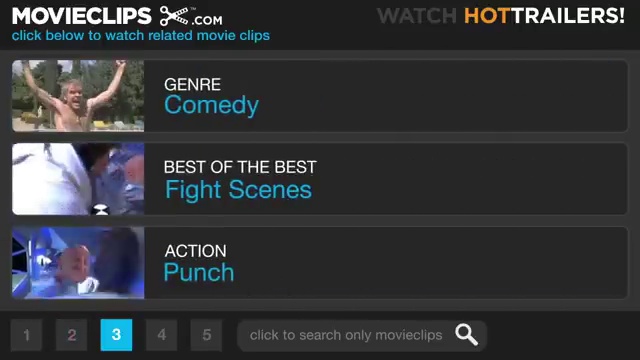 MOVIECLIPS .COM
WATCH HOTTRAILERS!
click below to watch related movie clips
GENRE
Comedy
BEST OF THE BEST
Fight Scenes
ACTION
Punch
1 2 3 4 5 click to search only movieclips